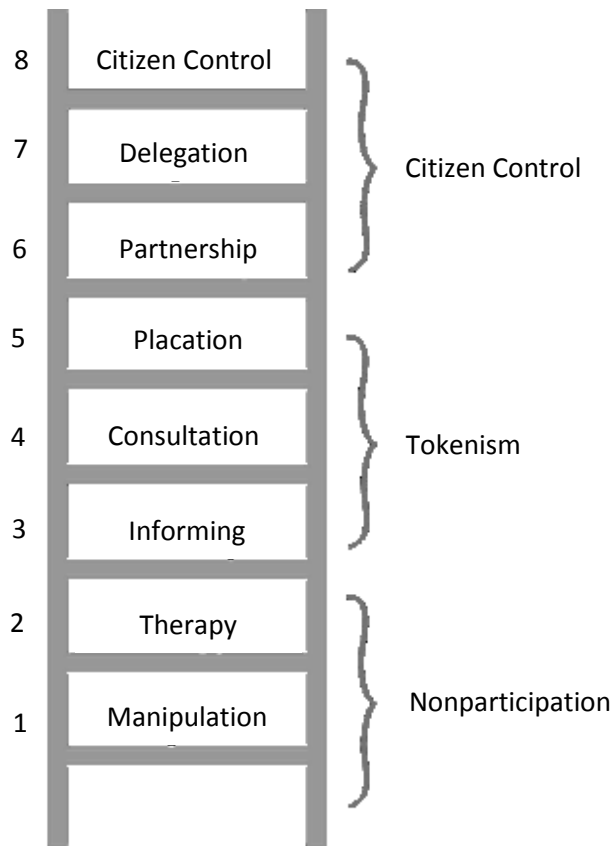 8 Citizen Control
7 Delegation
Citizen Control
6 Partnership
5 Placation
4 Consultation
Tokenism
3 Informing
2 Therapy
Nonparticipation
1 Manipulation